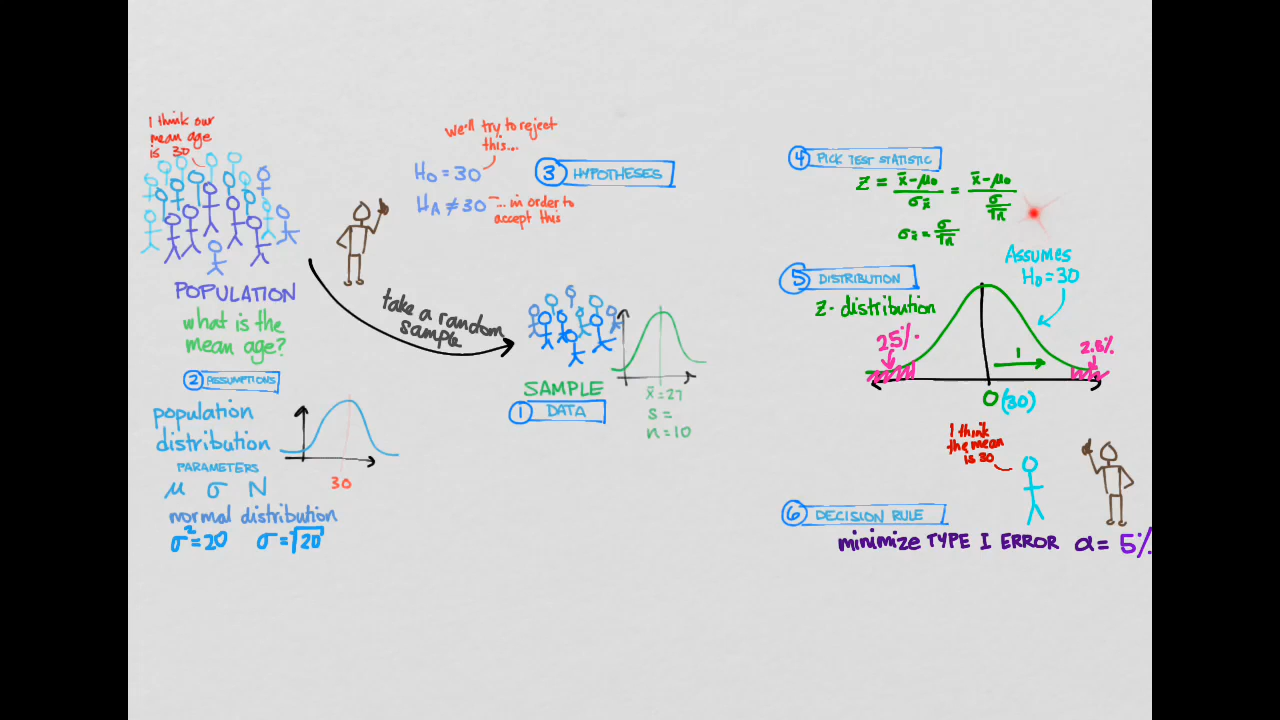 I think our
mean age
is 30
POPULATION
what is the
mean age?
2 ASSUMPTIONS
population
distribution
PARAMETERS
μ σ N
30
normal distribution
σ²=20 σ=√20
we'll try to reject
this...
H₀ = 30
3 HYPOTHESES
Hₐ ≠ 30
... in order to
accept this
take a random
sample
SAMPLE
1 DATA
x̄ = 27
s =
n = 10
4 PICK TEST STATISTIC
z = (x̄-μ₀)/σx̄ = (x̄-μ₀)/(σ/√n)
σx̄ = σ/√n
5 DISTRIBUTION
Assumes
H₀ = 30
z-distribution
25%
2.5%
1
0 (30)
I think
the mean
is 30
6 DECISION RULE
minimize TYPE I ERROR α = 5%